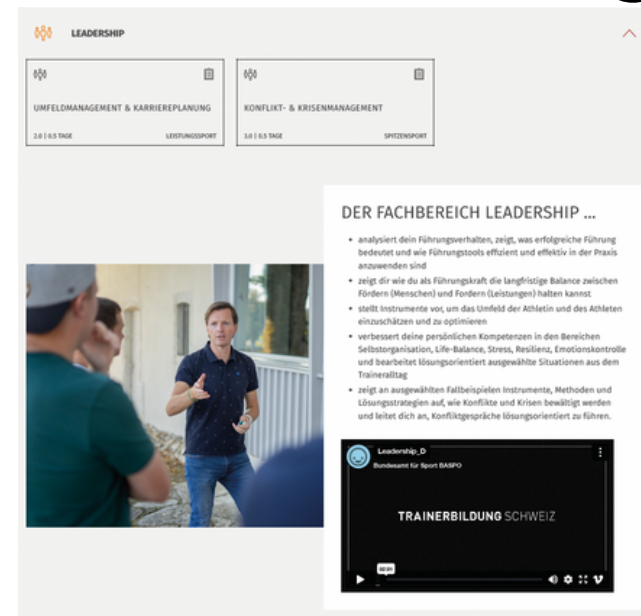 LEADERSHIP
UMFELDMANAGEMENT & KARRIEREPLANUNG
2.0 | 0.5 TAGE LEISTUNGSSPORT
KONFLIKT- & KRISENMANAGEMENT
3.0 | 0.5 TAGE SPITZENSPORT
DER FACHBEREICH LEADERSHIP ...
• analysiert dein Führungsverhalten, zeigt, was erfolgreiche Führung
bedeutet und wie Führungstools effizient und effektiv in der Praxis
anzuwenden sind
• zeigt dir wie du als Führungskraft die langfristige Balance zwischen
Fördern (Menschen) und Fordern (Leistungen) halten kannst
• stellt Instrumente vor, um das Umfeld der Athletin und des Athleten
einzuschätzen und zu optimieren
• verbessert deine persönlichen Kompetenzen in den Bereichen
Selbstorganisation, Life-Balance, Stress, Resilienz, Emotionskontrolle
und bearbeitet lösungsorientiert ausgewählte Situationen aus dem
Traineralltag
• zeigt an ausgewählten Fallbeispielen Instrumente, Methoden und
Lösungsstrategien auf, wie Konflikte und Krisen bewältigt werden
und leitet dich an, Konfliktgespräche lösungsorientiert zu führen.
Leadership_D
Bundesamt für Sport BASPO
TRAINERBILDUNG SCHWEIZ
02:01